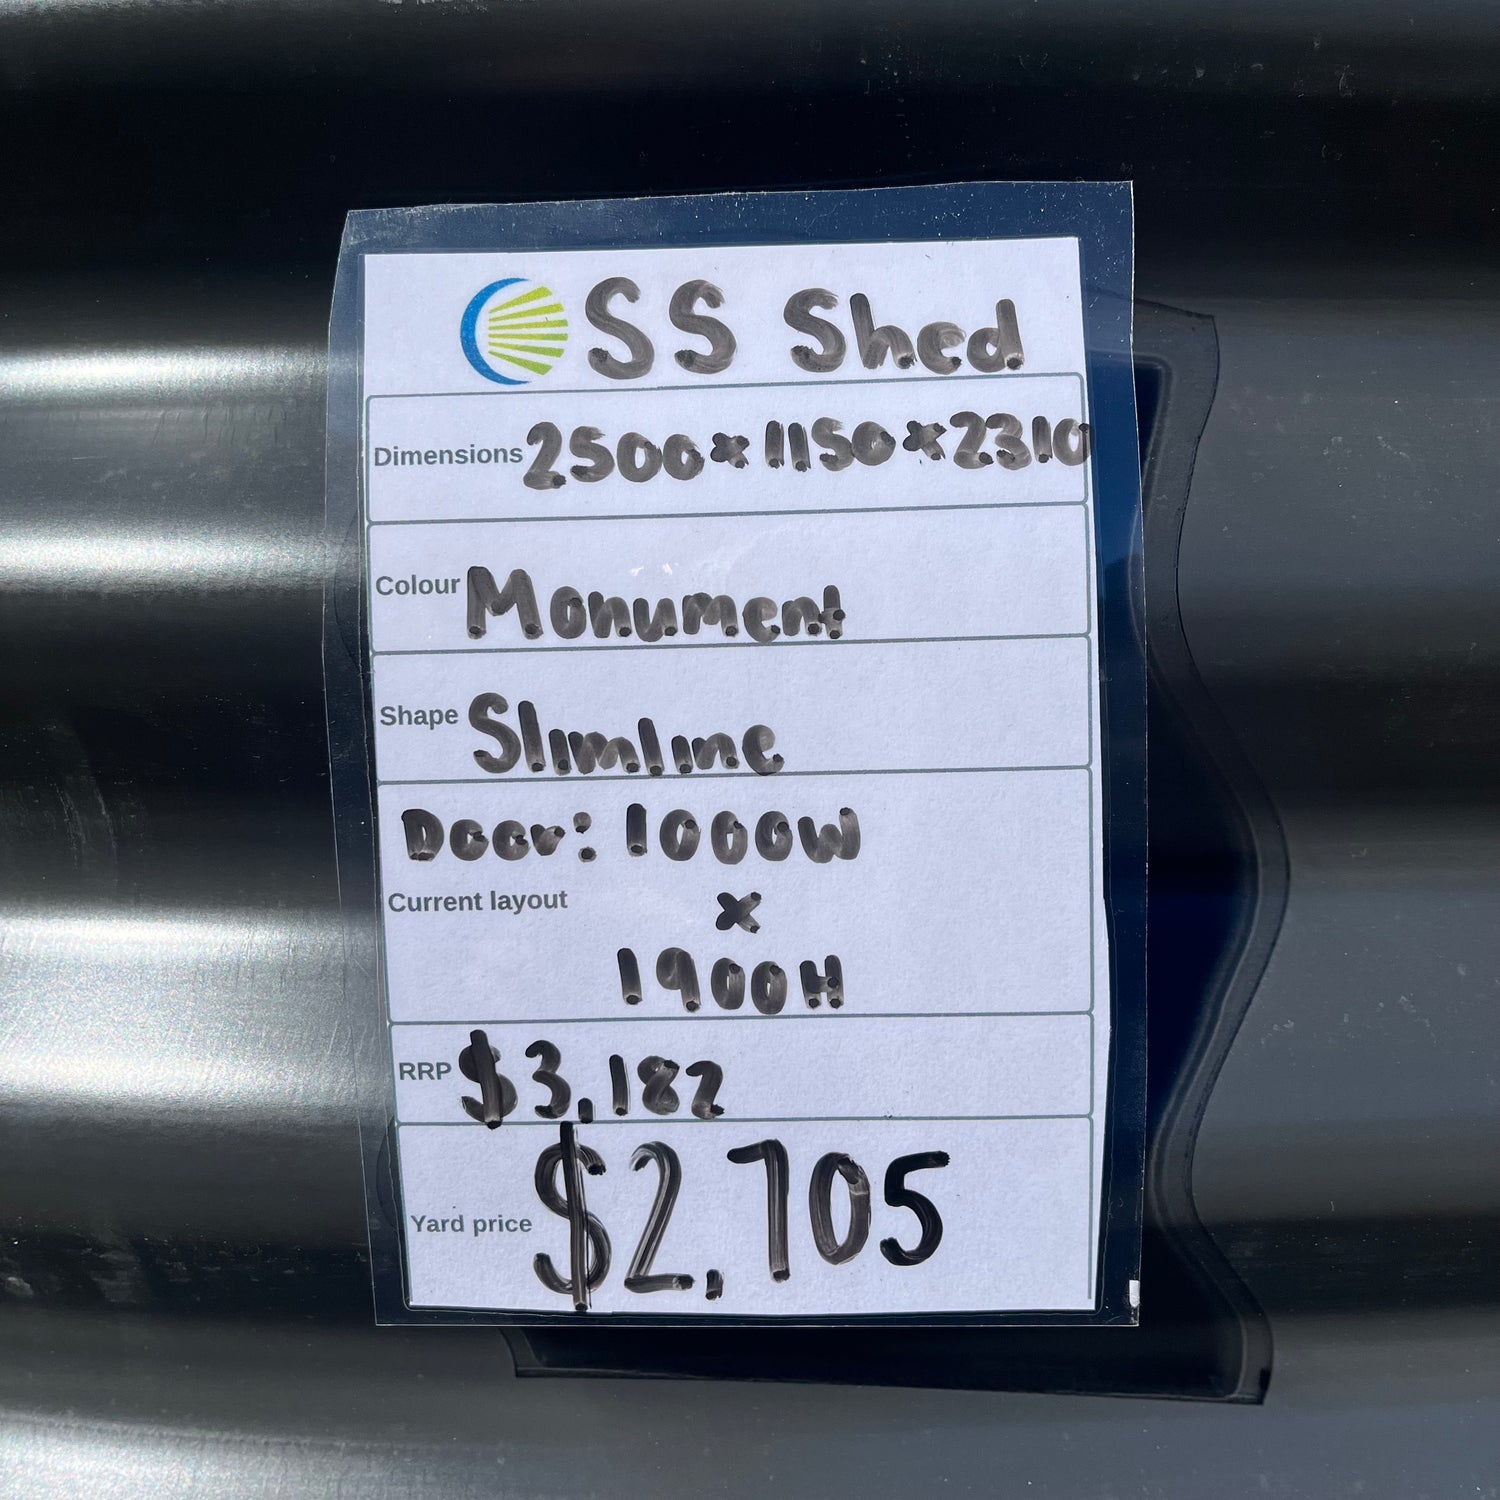 SS Shed
Dimensions 2500 x 1150 x 2310
Colour Monument
Shape Slimline
Door: 1000W
Current layout x
1900H
RRP $3,182
Yard price $2,705